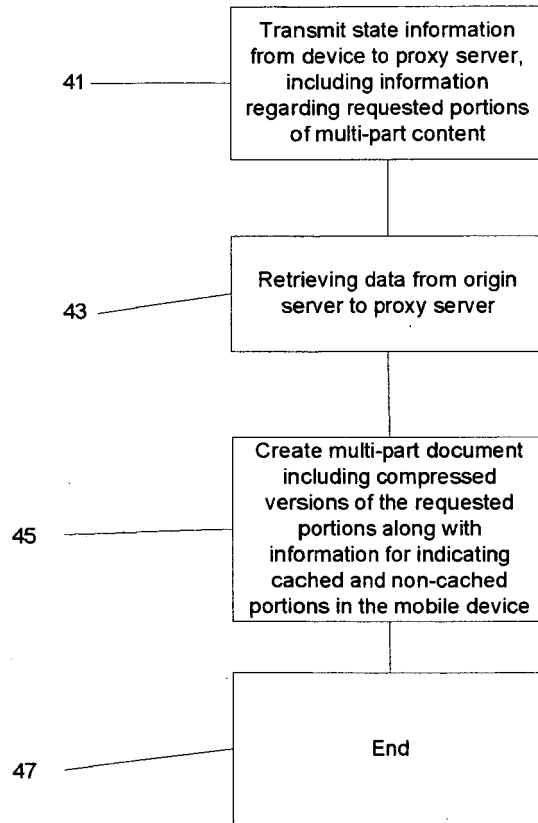 Transmit state information
from device to proxy server,
including information
regarding requested portions
of multi-part content
41
Retrieving data from origin
server to proxy server
43
Create multi-part document
including compressed
versions of the requested
portions along with
information for indicating
cached and non-cached
portions in the mobile device
45
End
47